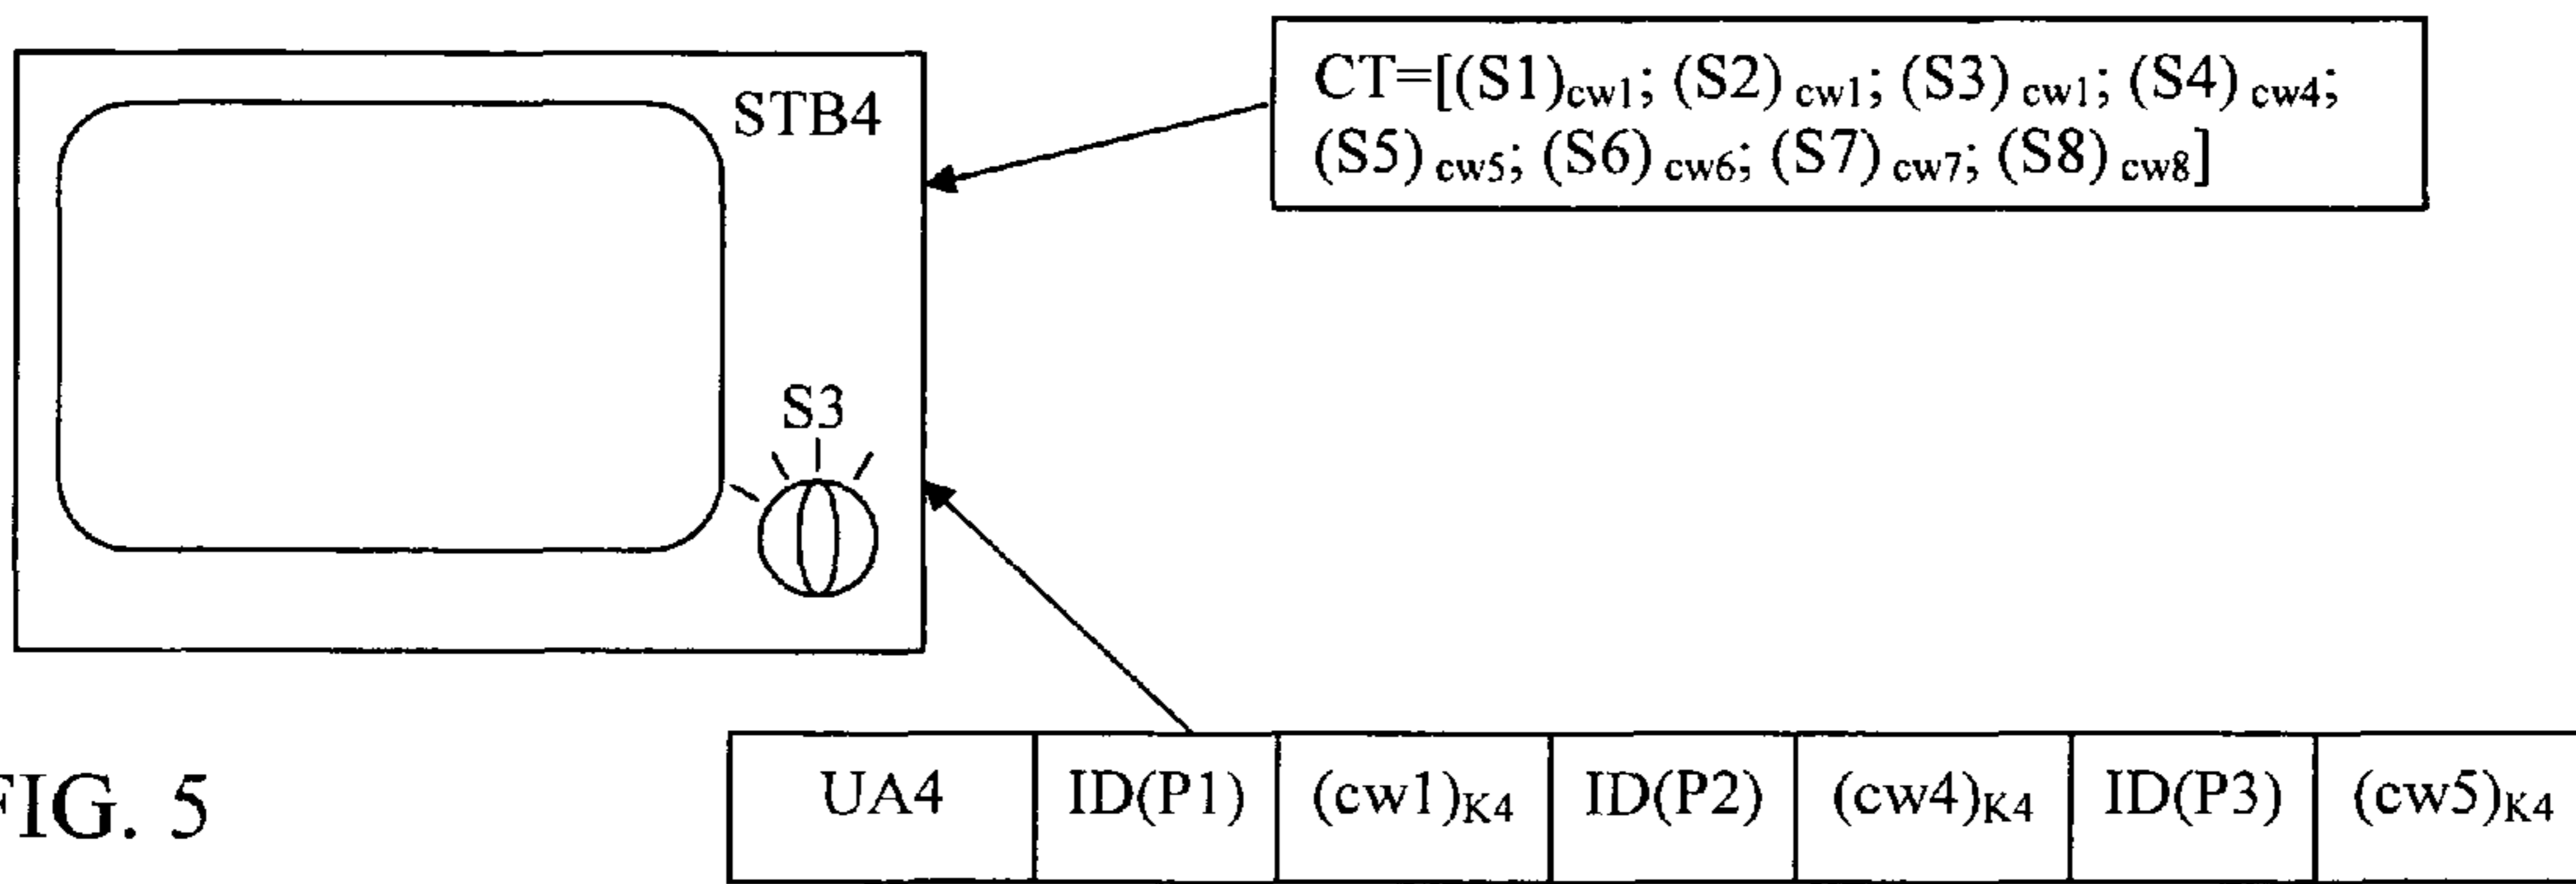 STB4
CT=[(S1)cw1; (S2) cw1; (S3) cw1; (S4) cw4;
(S5) cw5; (S6) cw6; (S7) cw7; (S8) cw8]
S3
UA4 ID(P1) (cw1)K4 ID(P2) (cw4)K4 ID(P3) (cw5)K4
FIG. 5